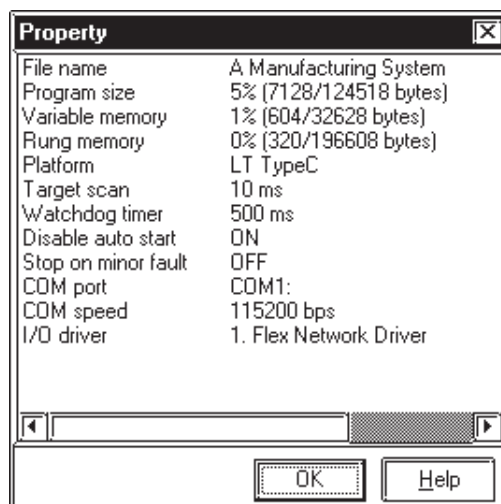 Property
File name A Manufacturing System
Program size 5% (7128/124518 bytes)
Variable memory 1% (604/32628 bytes)
Rung memory 0% (320/196608 bytes)
Platform LT TypeC
Target scan 10 ms
Watchdog timer 500 ms
Disable auto start ON
Stop on minor fault OFF
COM port COM1:
COM speed 115200 bps
I/O driver 1. Flex Network Driver
OK Help